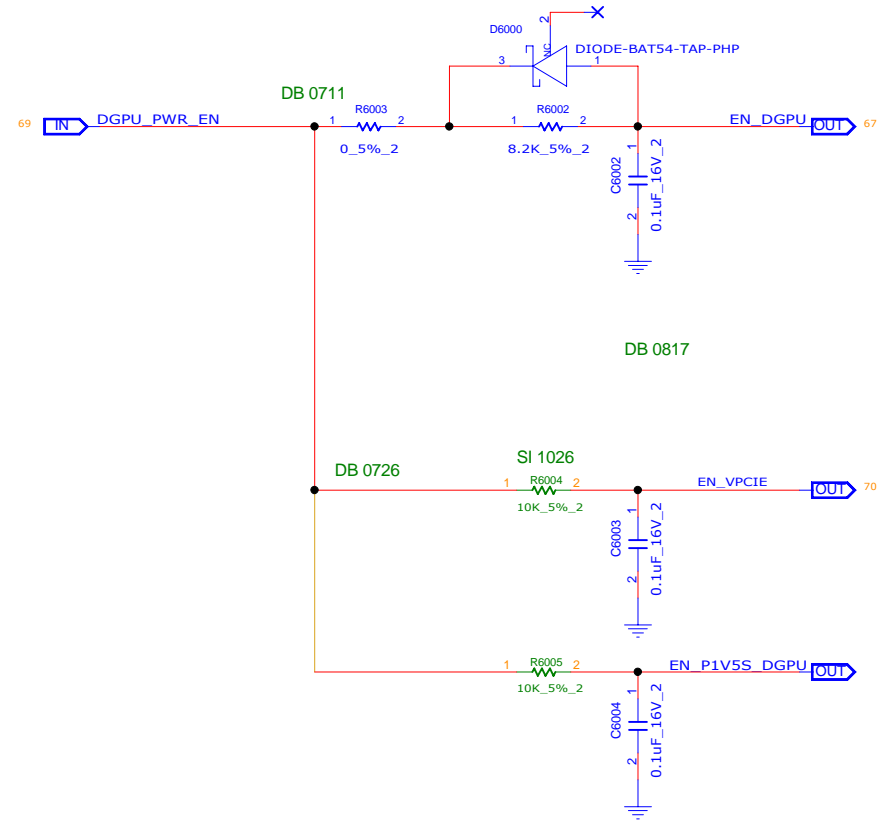 2
D6000
NC
DIODE-BAT54-TAP-PHP
3
1
DB 0711
R6003
R6002
69
IN
DGPU_PWR_EN
1
2
1
2
EN_DGPU
OUT
67
0_5%_2
8.2K_5%_2
1
C6002
0.1uF_16V_2
2
DB 0817
SI 1026
DB 0726
1
R6004
2
EN_VPCIE
OUT
70
10K_5%_2
1
C6003
0.1uF_16V_2
2
1
R6005
2
EN_P1V5S_DGPU
OUT
10K_5%_2
1
C6004
0.1uF_16V_2
2